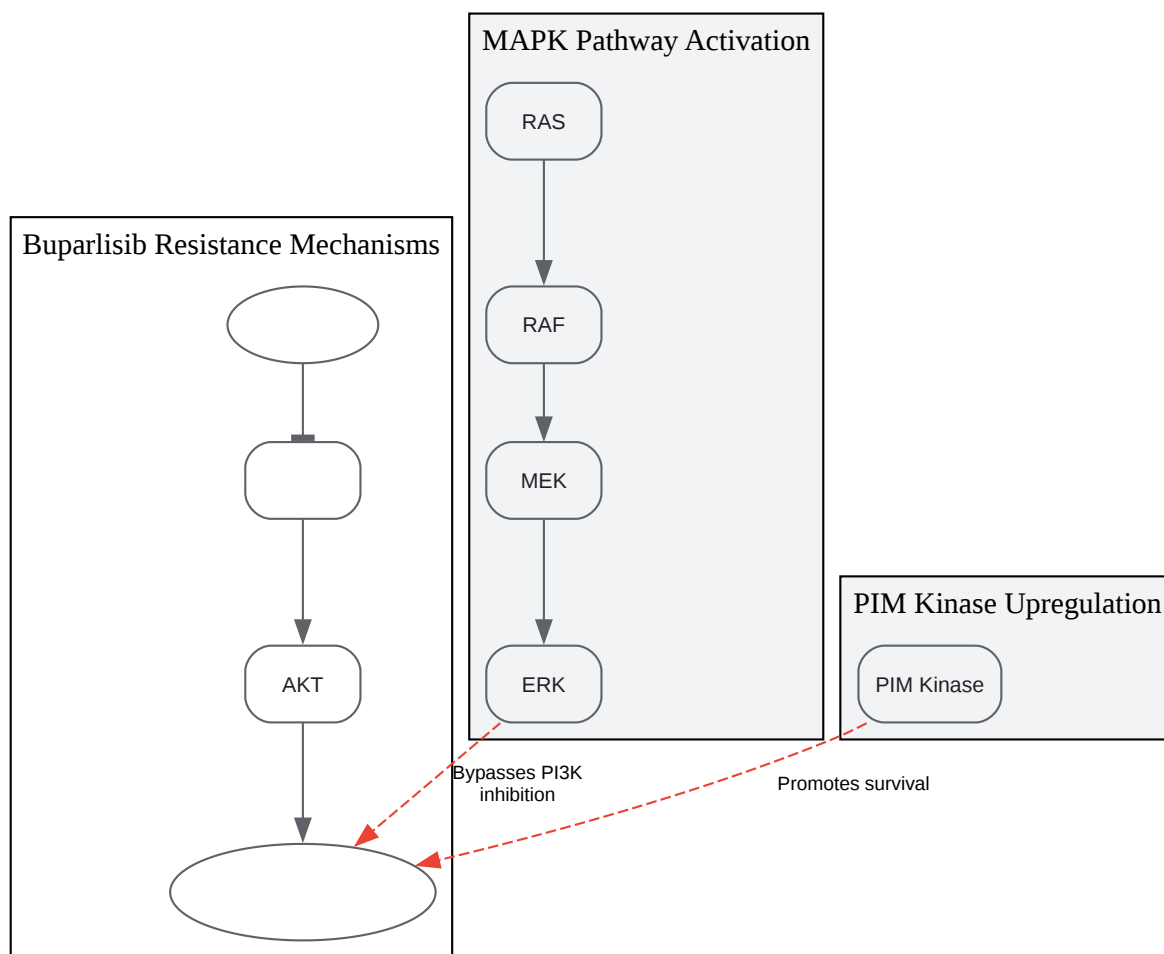 MAPK Pathway Activation
RAS
RAF
MEK
ERK
Buparlisib Resistance Mechanisms
AKT
PIM Kinase Upregulation
PIM Kinase
Bypasses PI3K
inhibition
Promotes survival